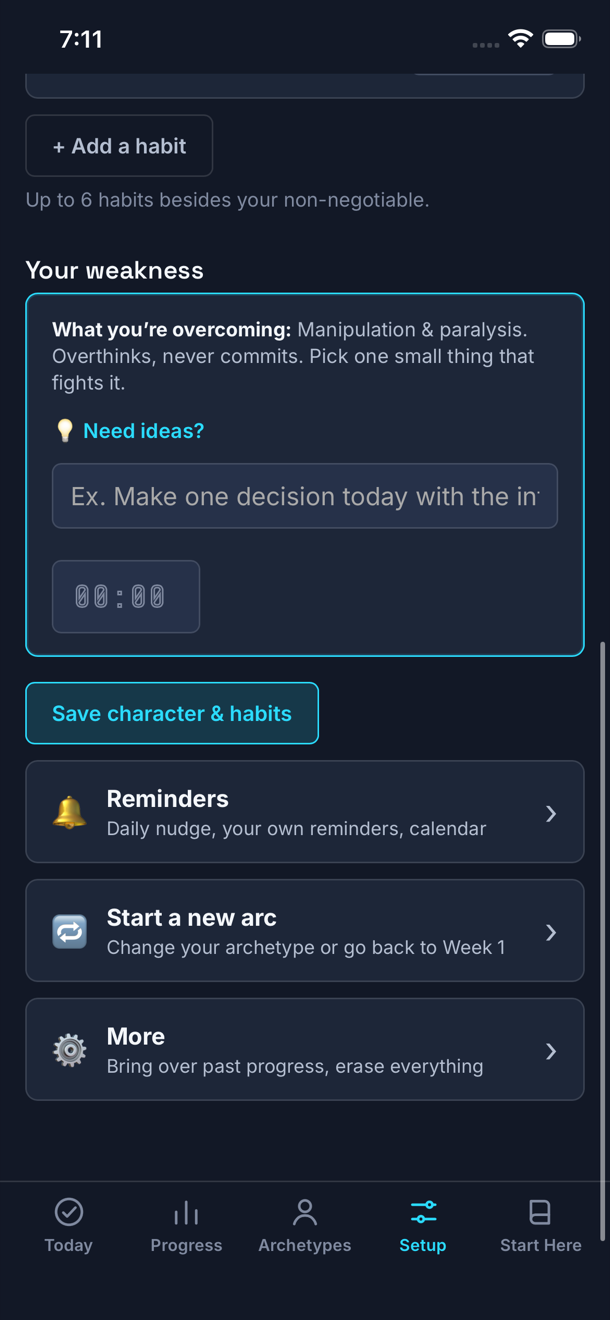 7:11
+ Add a habit
Up to 6 habits besides your non-negotiable.
Your weakness
What you’re overcoming: Manipulation & paralysis.
Overthinks, never commits. Pick one small thing that
fights it.
💡 Need ideas?
Ex. Make one decision today with the in
00:00
Save character & habits
Reminders
Daily nudge, your own reminders, calendar
Start a new arc
Change your archetype or go back to Week 1
More
Bring over past progress, erase everything
Today
Progress
Archetypes
Setup
Start Here